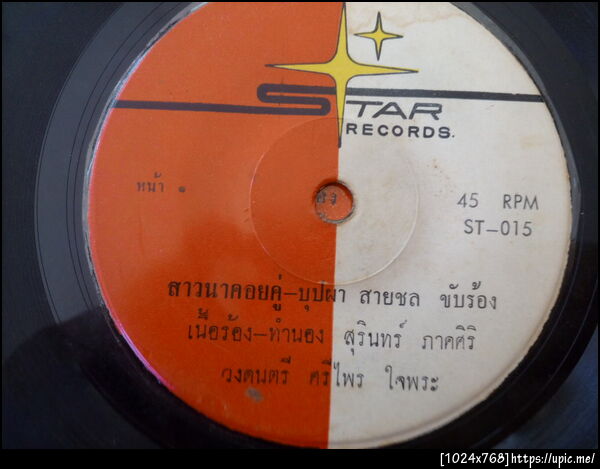 STAR
RECORDS.
หน้า ๑
45 RPM
ST-015
สาวนาคอยคู่-บุปผา สายชล ขับร้อง
เนื้อร้อง-ทำนอง สุรินทร์ ภาคศิริ
วงดนตรี ศรีไพร ใจพระ
[1024x768]https://upic.me/